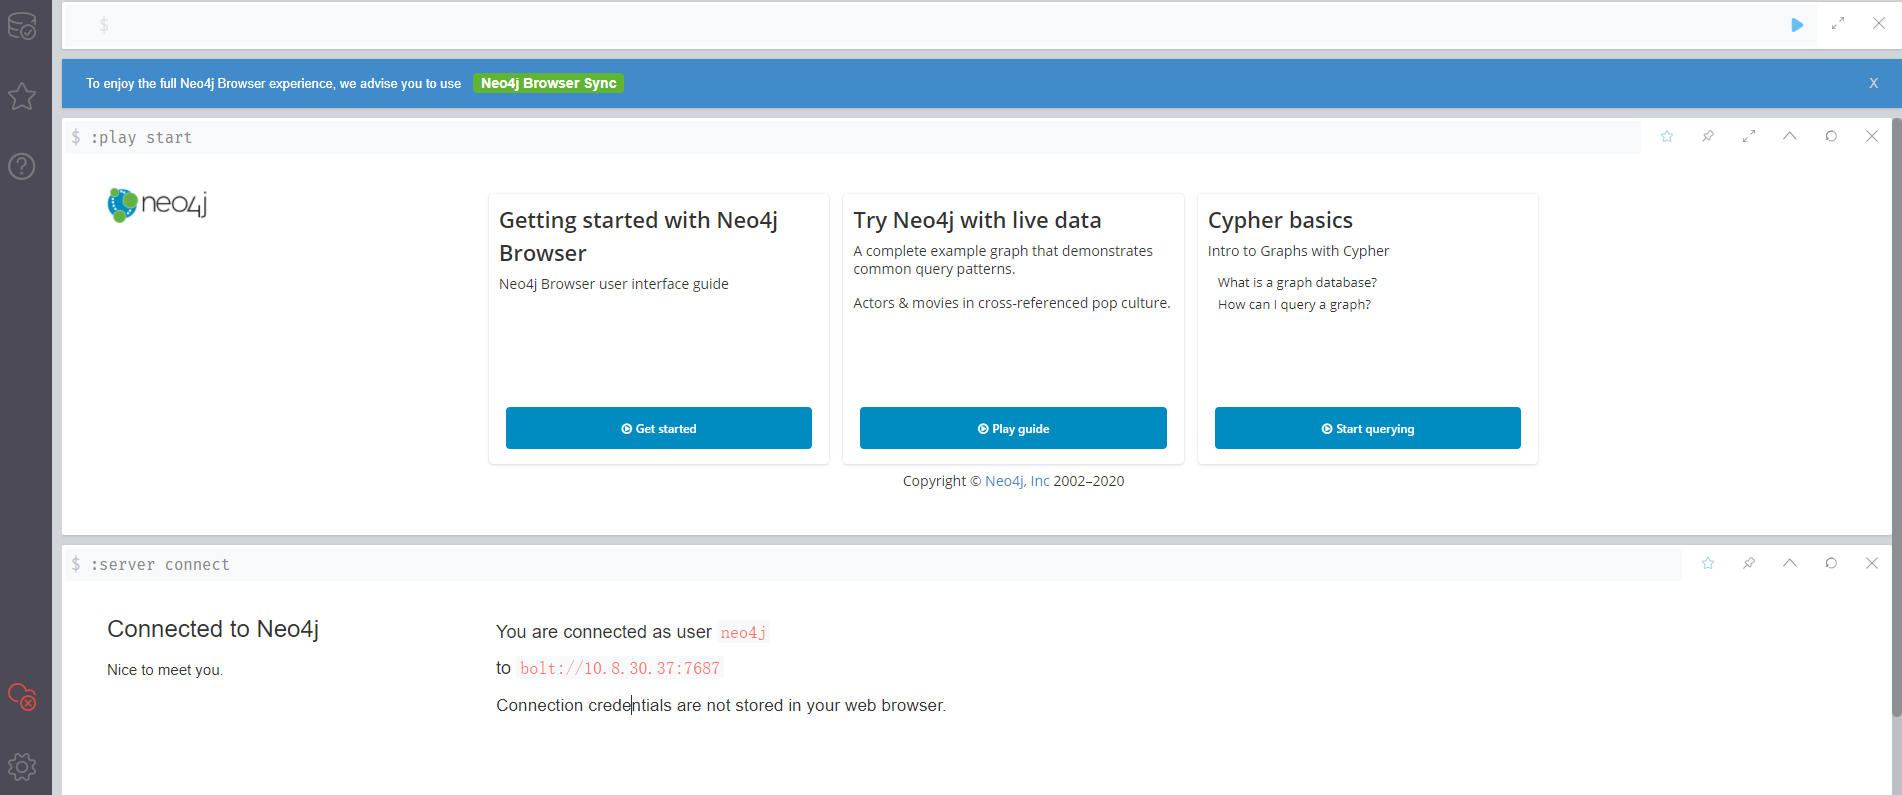 $
To enjoy the full Neo4j Browser experience, we advise you to use Neo4j Browser Sync X
$ :play start
neo4j
Getting started with Neo4j
Browser
Neo4j Browser user interface guide
Get started
Try Neo4j with live data
A complete example graph that demonstrates
common query patterns.
Actors & movies in cross-referenced pop culture.
Play guide
Cypher basics
Intro to Graphs with Cypher
What is a graph database?
How can I query a graph?
Start querying
Copyright © Neo4j, Inc 2002–2020
$ :server connect
Connected to Neo4j
Nice to meet you.
You are connected as user neo4j
to bolt://10.8.30.37:7687
Connection credentials are not stored in your web browser.